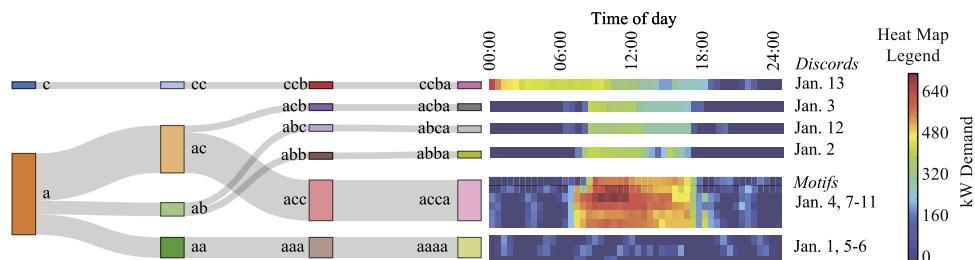 Time of day
Heat Map
Legend
00:00 06:00 12:00 18:00 24:00
Discords
c cc ccb ccba Jan. 13
acb acba Jan. 3
abc abca Jan. 12
abb abba Jan. 2
a ac ab
Motifs
acc acca Jan. 4, 7-11
aa aaa aaaa Jan. 1, 5-6
640
480
320
160
0
kW Demand